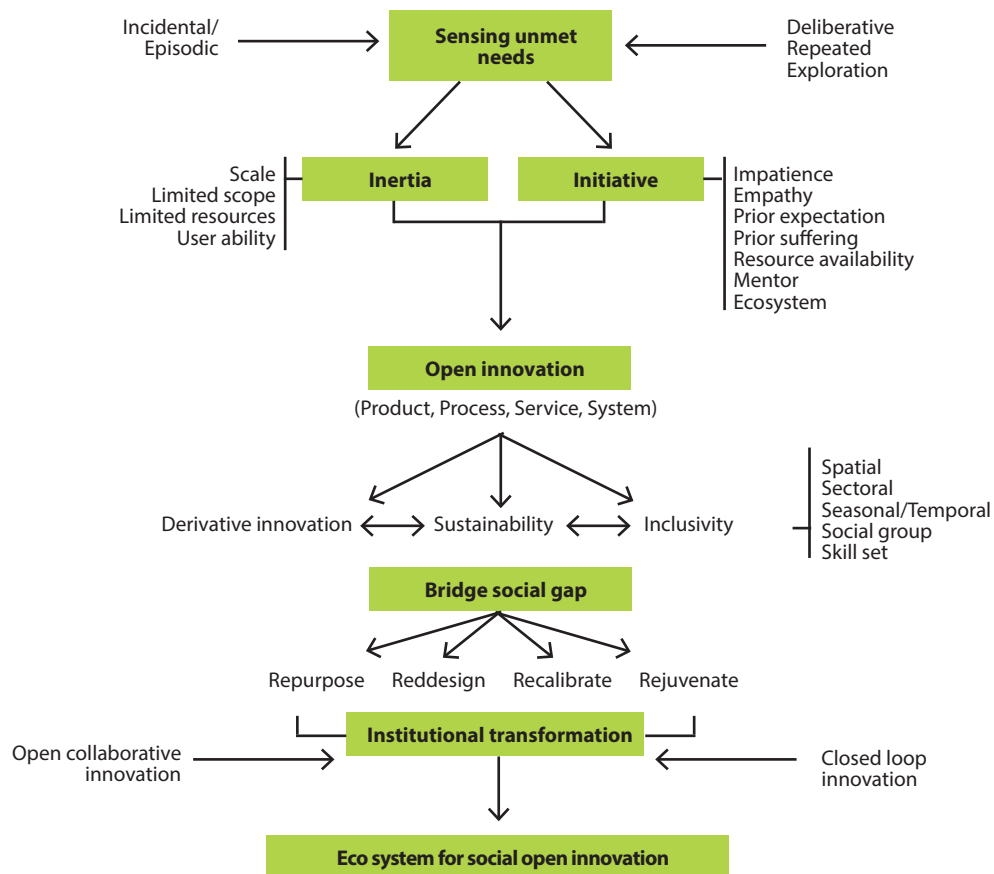 Incidental/
Episodic
Sensing unmet
needs
Deliberative
Repeated
Exploration
Scale
Limited scope
Limited resources
User ability
Inertia
Initiative
Impatience
Empathy
Prior expectation
Prior suffering
Resource availability
Mentor
Ecosystem
Open innovation
(Product, Process, Service, System)
Derivative innovation
Sustainability
Inclusivity
Spatial
Sectoral
Seasonal/Temporal
Social group
Skill set
Bridge social gap
Repurpose
Reddesign
Recalibrate
Rejuvenate
Institutional transformation
Open collaborative
innovation
Closed loop
innovation
Eco system for social open innovation